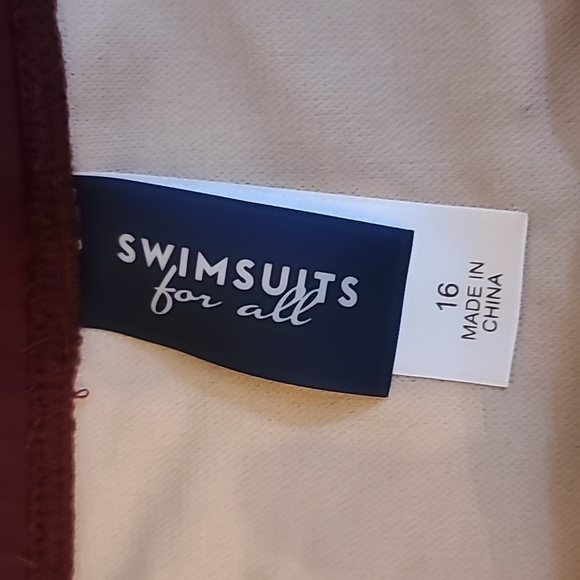 SWIMSUITS
for all
16
MADE IN
CHINA